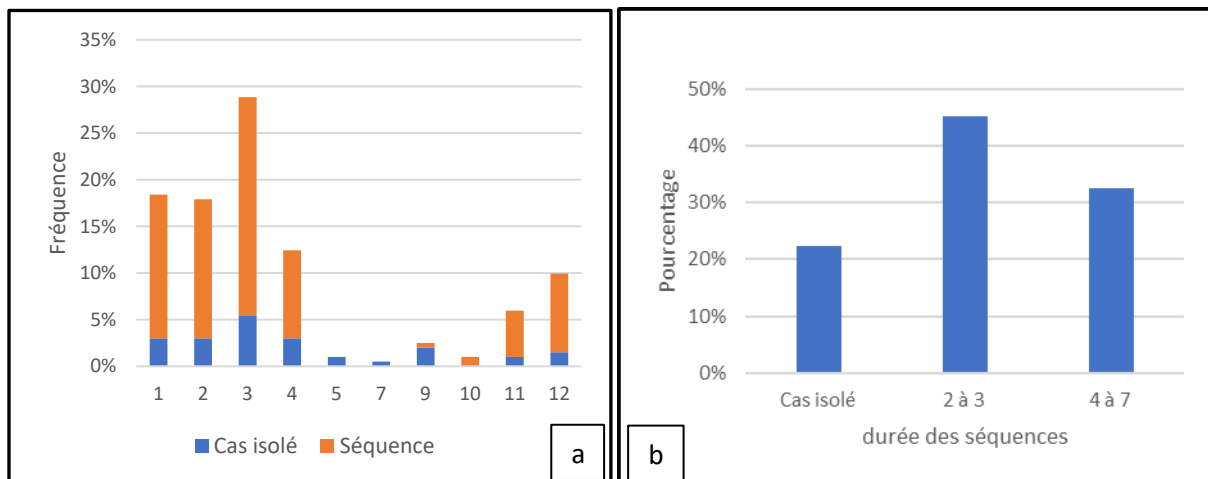 35%
30%
25%
20%
15%
10%
5%
0%
Fréquence
1 2 3 4 5 7 9 10 11 12
Cas isolé Séquence
a
50%
40%
30%
20%
10%
0%
Pourcentage
Cas isolé 2 à 3 4 à 7
durée des séquences
b